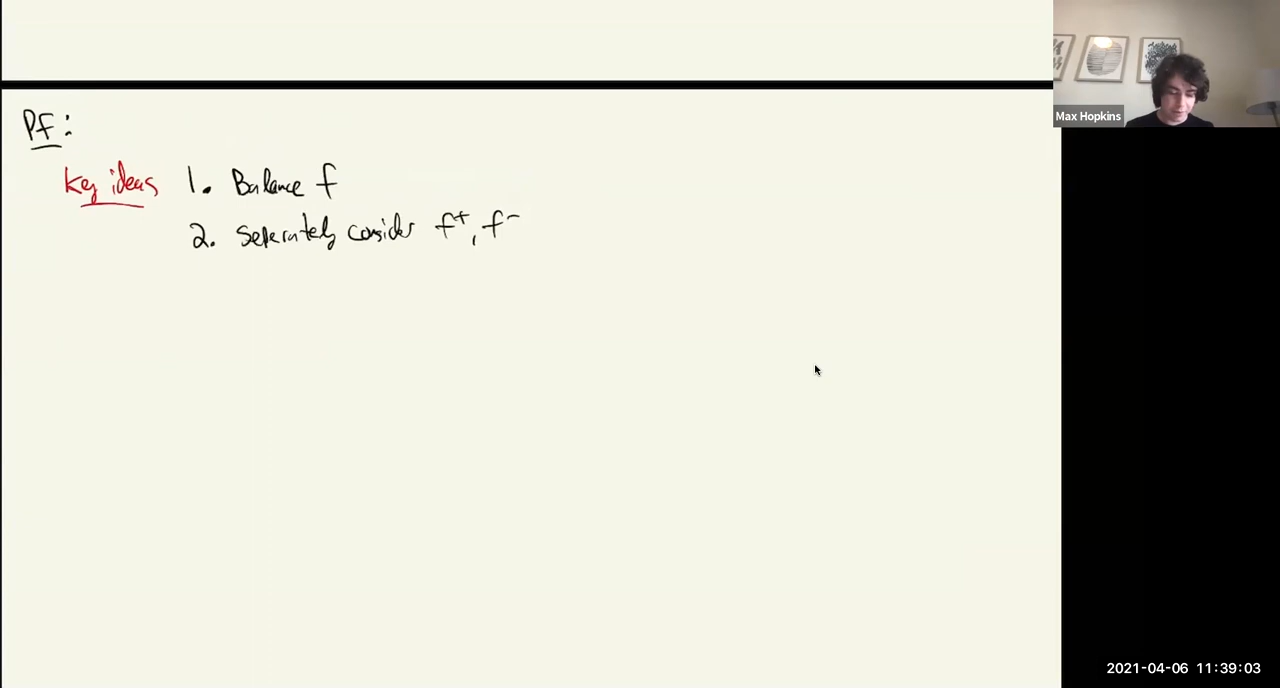 Pf:
Key ideas 1. Balance f
2. Seperately consider f⁺, f⁻
Max Hopkins
2021-04-06 11:39:03